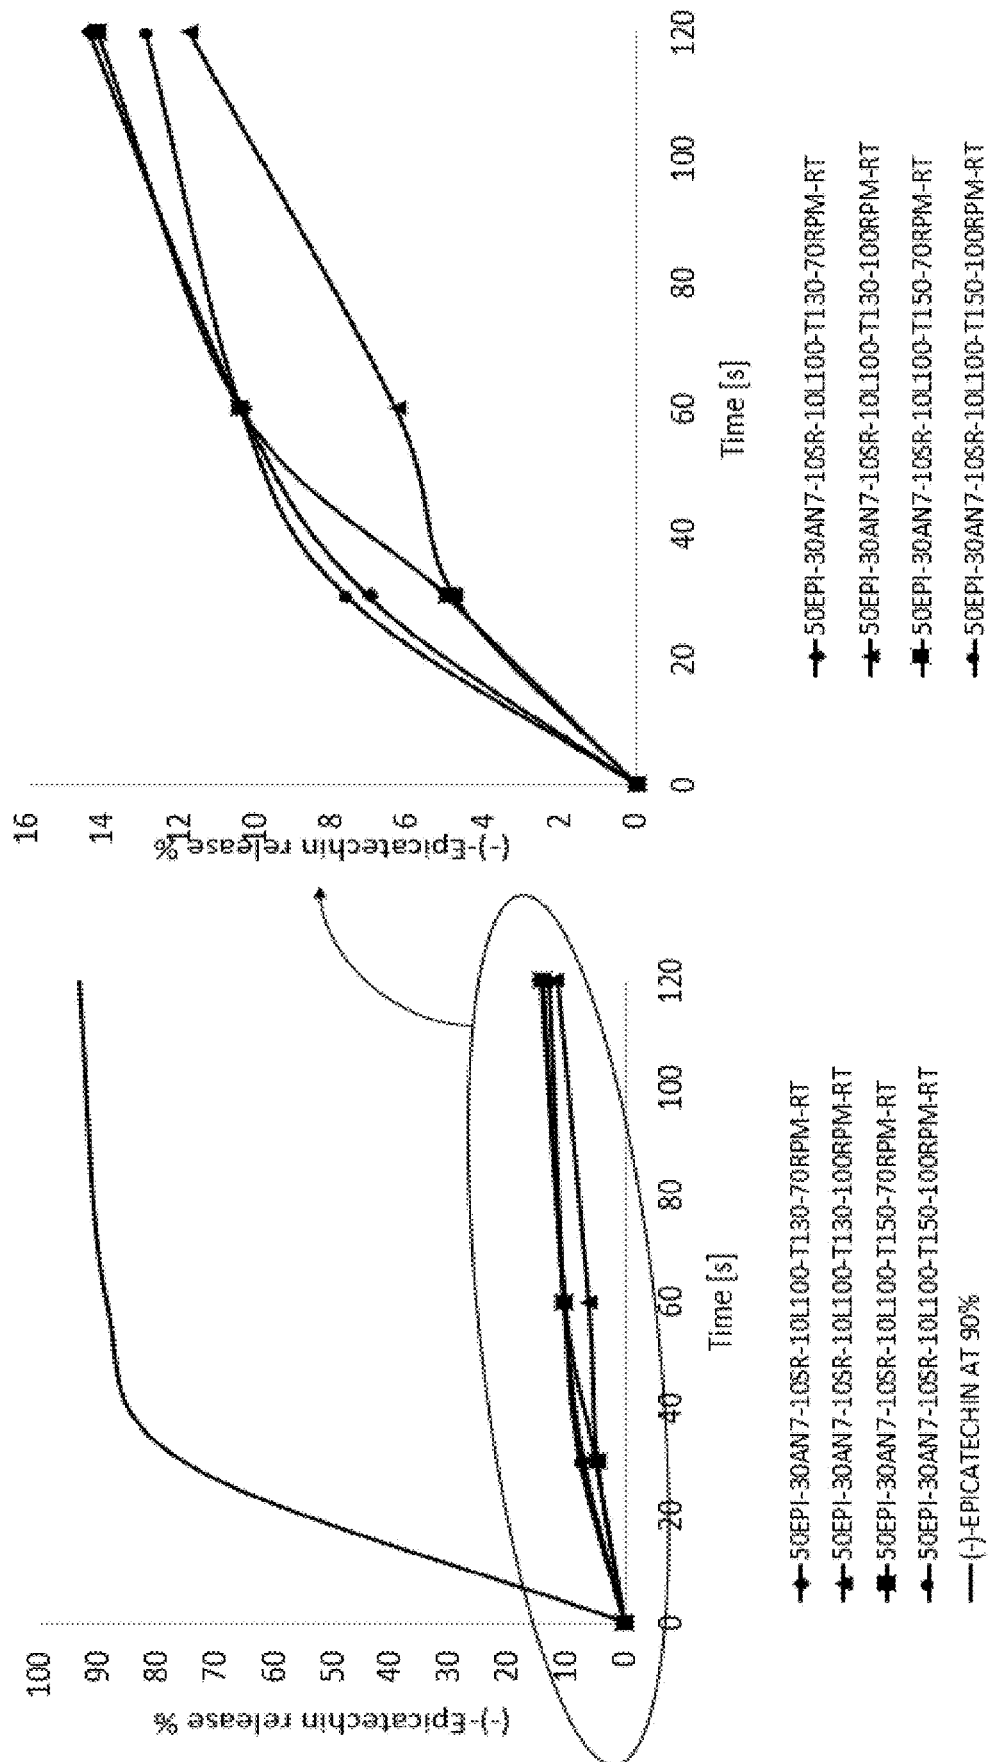 (-)-Epicatechin release %
100
90
80
70
60
50
40
30
20
10
0
0
20
40
60
80
100
120
Time [s]
50EPI-30AN7-10SR-10L100-T130-70RPM-RT
50EPI-30AN7-10SR-10L100-T130-100RPM-RT
50EPI-30AN7-10SR-10L100-T150-70RPM-RT
50EPI-30AN7-10SR-10L100-T150-100RPM-RT
(-)-EPICATECHIN AT 90%
(-)-Epicatechin release %
16
14
12
10
8
6
4
2
0
0
20
40
60
80
100
120
Time [s]
50EPI-30AN7-10SR-10L100-T130-70RPM-RT
50EPI-30AN7-10SR-10L100-T130-100RPM-RT
50EPI-30AN7-10SR-10L100-T150-70RPM-RT
50EPI-30AN7-10SR-10L100-T150-100RPM-RT